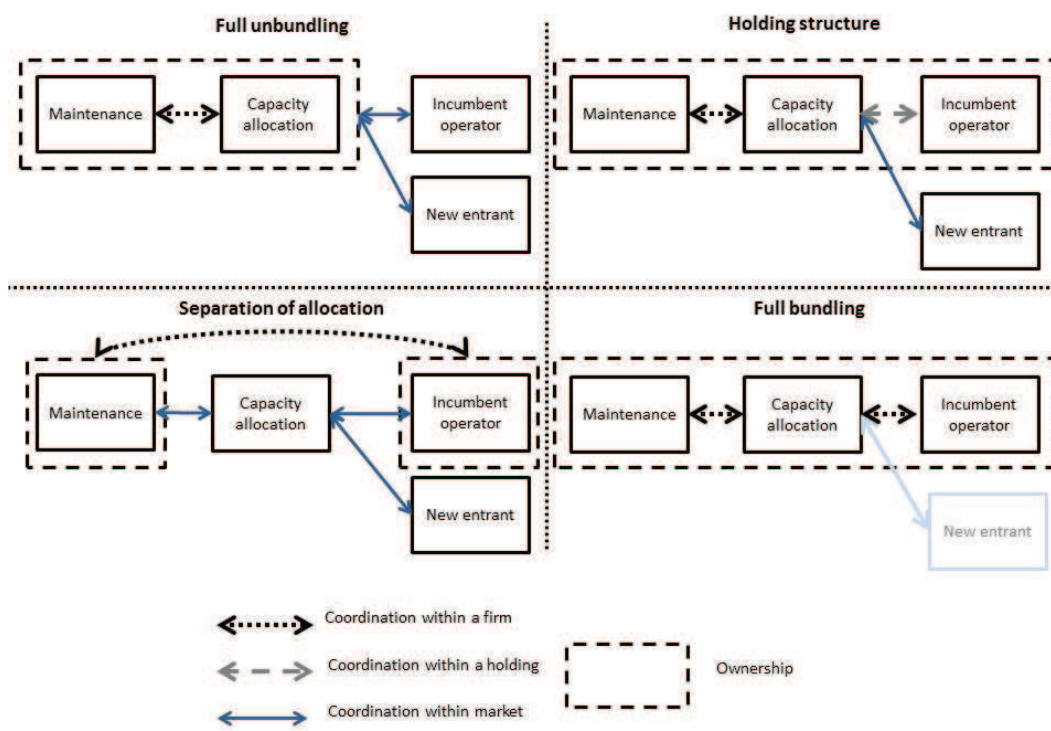 Full unbundling
Maintenance
Capacity
allocation
Incumbent
operator
New entrant
Holding structure
Maintenance
Capacity
allocation
Incumbent
operator
New entrant
Separation of allocation
Maintenance
Capacity
allocation
Incumbent
operator
New entrant
Full bundling
Maintenance
Capacity
allocation
Incumbent
operator
New entrant
Coordination within a firm
Coordination within a holding
Coordination within market
Ownership